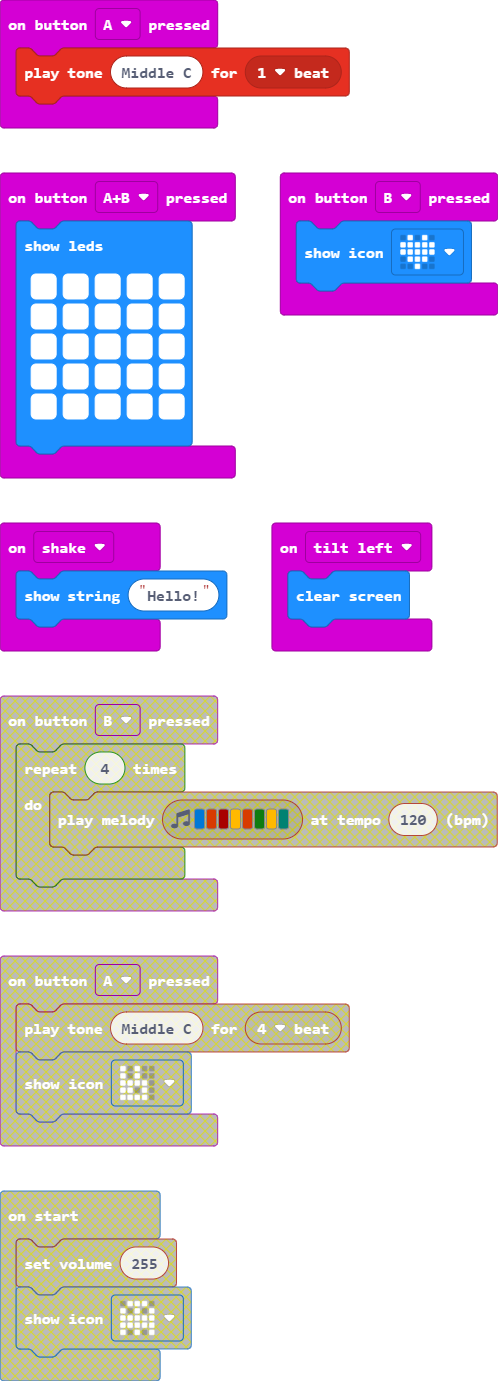 on button A pressed
play tone Middle C for 1 beat
on button A+B pressed
show leds
on button B pressed
show icon
on shake
show string "Hello!"
on tilt left
clear screen
on button B pressed
repeat 4 times
do
play melody at tempo 120 (bpm)
on button A pressed
play tone Middle C for 4 beat
show icon
on start
set volume 255
show icon